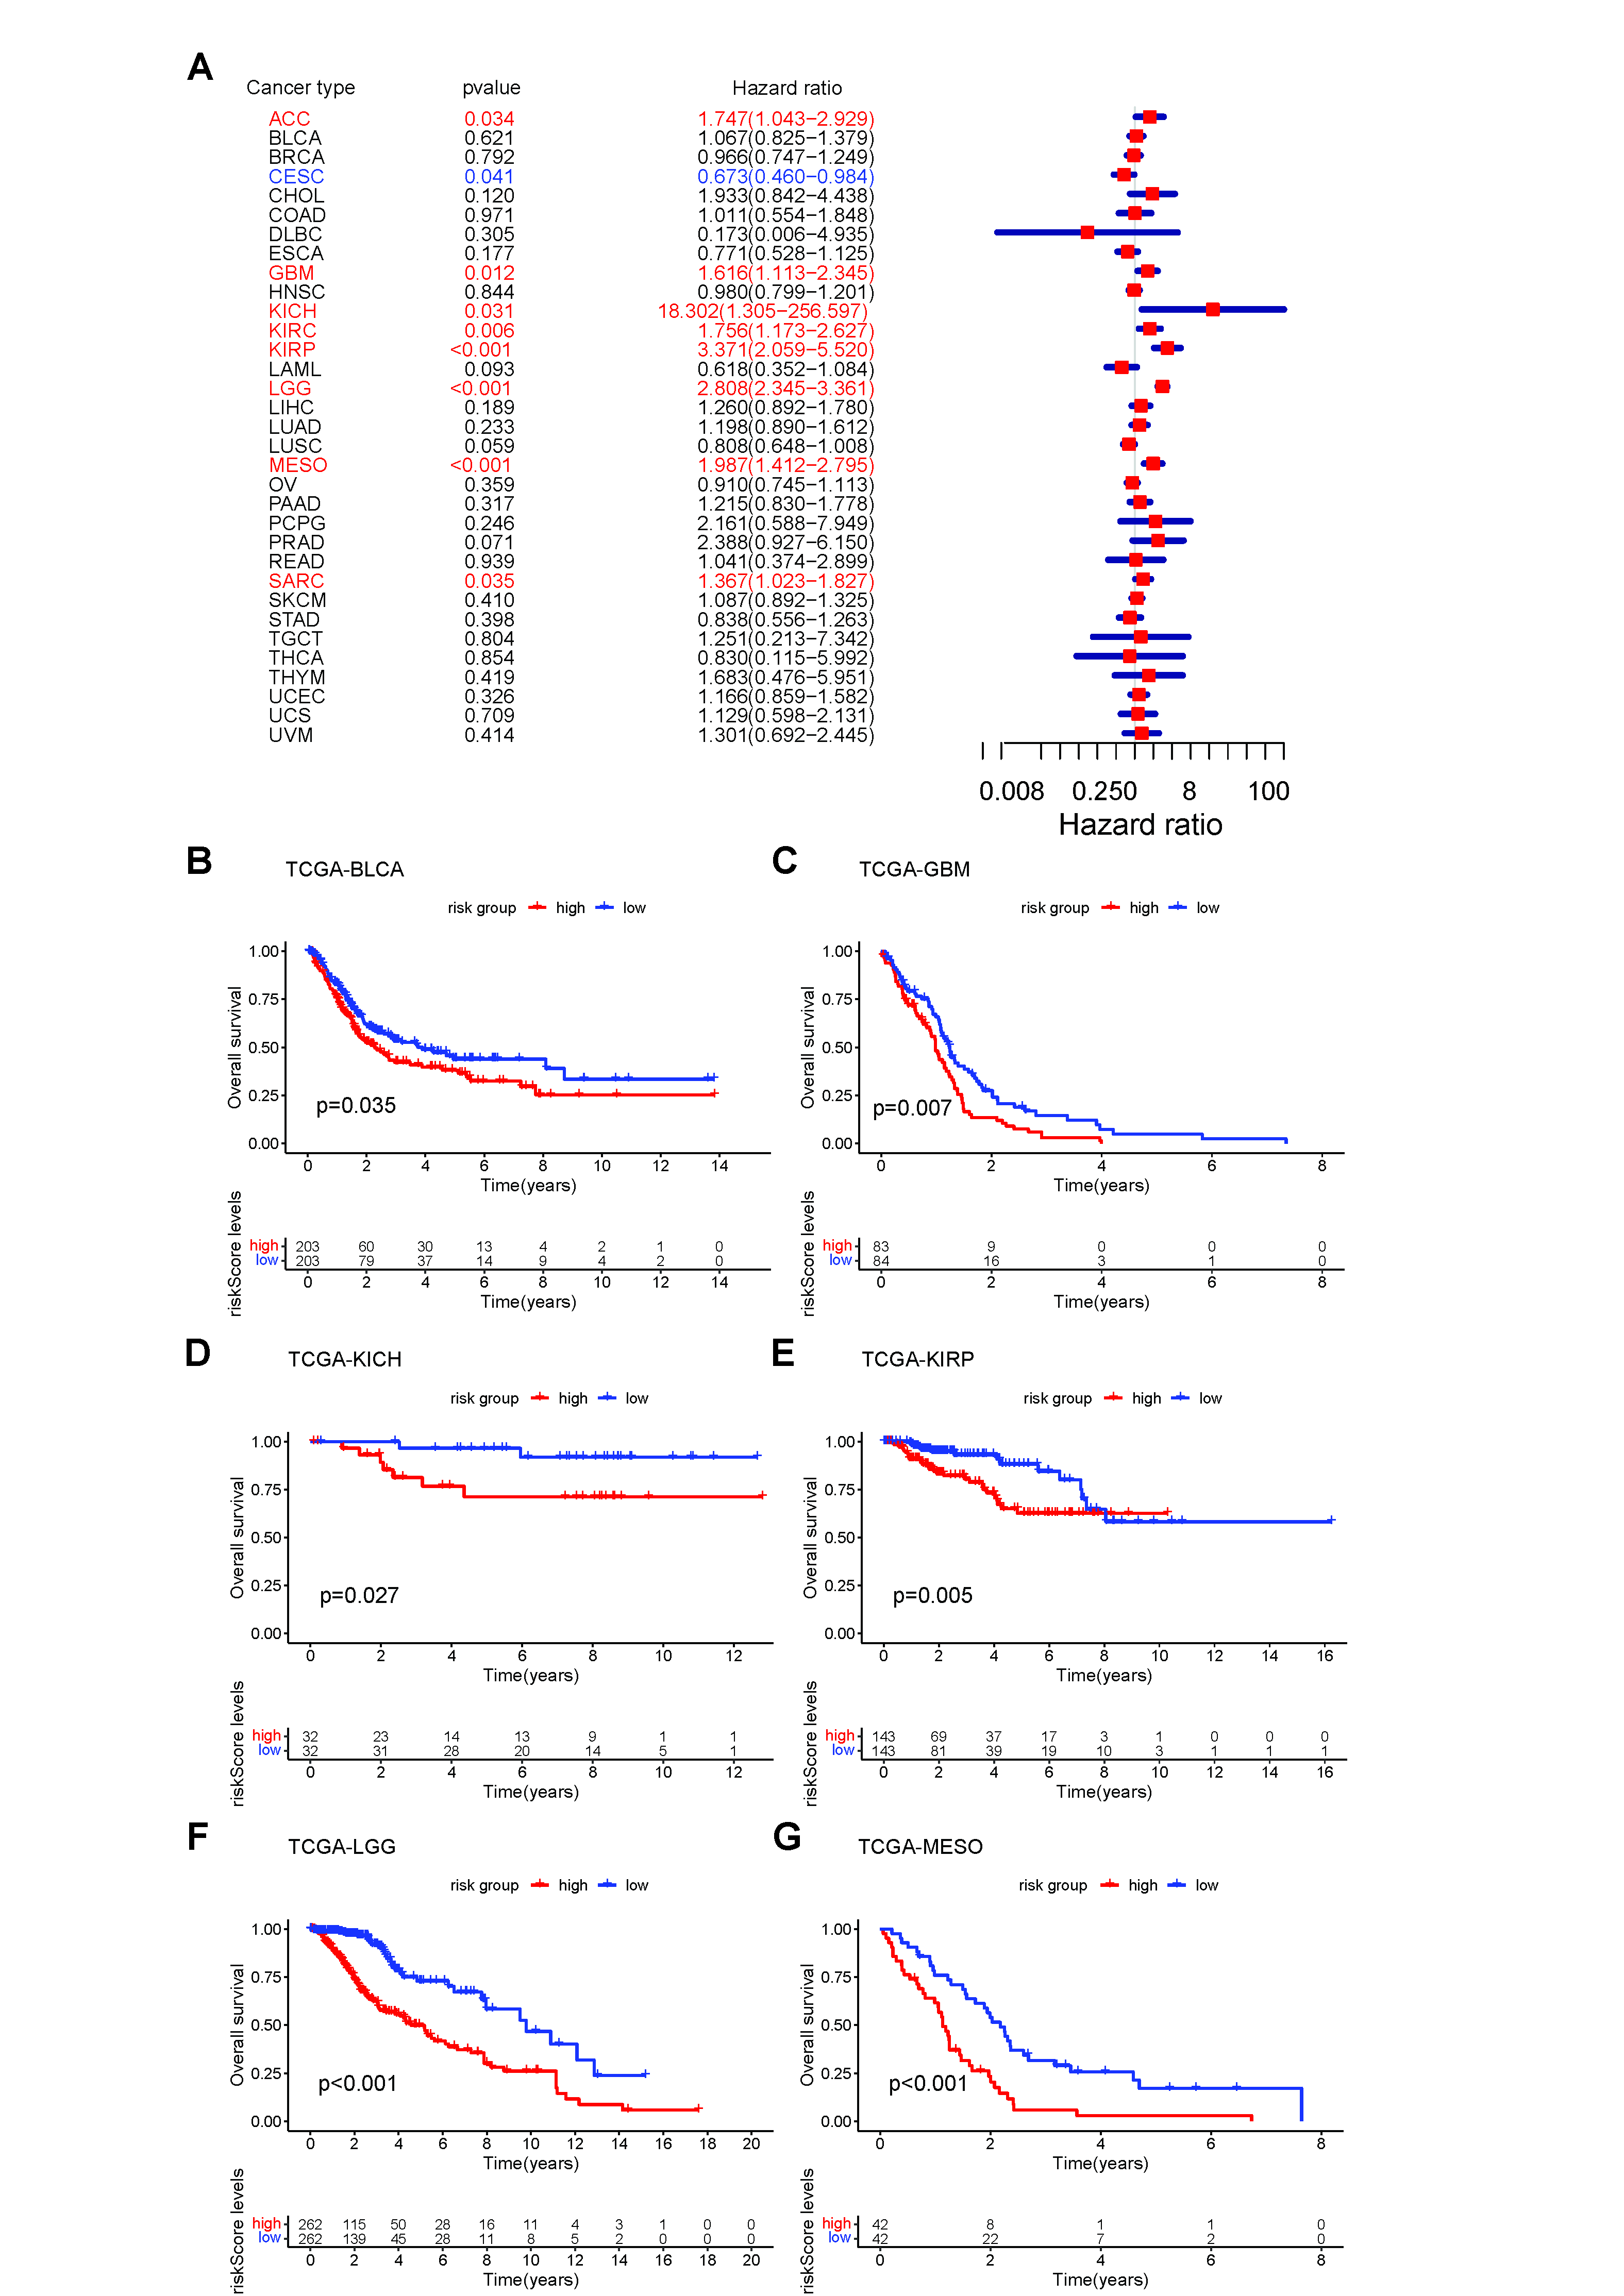 A
Cancer type pvalue Hazard ratio
ACC 0.034 1.747(1.043−2.929)
BLCA 0.621 1.067(0.825−1.379)
BRCA 0.792 0.966(0.747−1.249)
CESC 0.041 0.673(0.460−0.984)
CHOL 0.120 1.933(0.842−4.438)
COAD 0.971 1.011(0.554−1.848)
DLBC 0.305 0.173(0.006−4.935)
ESCA 0.177 0.771(0.528−1.125)
GBM 0.012 1.616(1.113−2.345)
HNSC 0.844 0.980(0.799−1.201)
KICH 0.031 18.302(1.305−256.597)
KIRC 0.006 1.756(1.173−2.627)
KIRP <0.001 3.371(2.059−5.520)
LAML 0.093 0.618(0.352−1.084)
LGG <0.001 2.808(2.345−3.361)
LIHC 0.189 1.260(0.892−1.780)
LUAD 0.233 1.198(0.890−1.612)
LUSC 0.059 0.808(0.648−1.008)
MESO <0.001 1.987(1.412−2.795)
OV 0.359 0.910(0.745−1.113)
PAAD 0.317 1.215(0.830−1.778)
PCPG 0.246 2.161(0.588−7.949)
PRAD 0.071 2.388(0.927−6.150)
READ 0.939 1.041(0.374−2.899)
SARC 0.035 1.367(1.023−1.827)
SKCM 0.410 1.087(0.892−1.325)
STAD 0.398 0.838(0.556−1.263)
TGCT 0.804 1.251(0.213−7.342)
THCA 0.854 0.830(0.115−5.992)
THYM 0.419 1.683(0.476−5.951)
UCEC 0.326 1.166(0.859−1.582)
UCS 0.709 1.129(0.598−2.131)
UVM 0.414 1.301(0.692−2.445)
0.008 0.250 8 100
Hazard ratio
B
TCGA-BLCA
risk group high low
Overall survival
1.00
0.75
0.50
0.25
0.00
p=0.035
0 2 4 6 8 10 12 14
Time(years)
riskScore levels
high 203 60 30 13 4 2 1 0
low 203 79 37 14 9 4 2 0
0 2 4 6 8 10 12 14
Time(years)
C
TCGA-GBM
risk group high low
Overall survival
1.00
0.75
0.50
0.25
0.00
p=0.007
0 2 4 6 8
Time(years)
riskScore levels
high 83 9 0 0 0
low 84 16 3 1 0
0 2 4 6 8
Time(years)
D
TCGA-KICH
risk group high low
Overall survival
1.00
0.75
0.50
0.25
0.00
p=0.027
0 2 4 6 8 10 12
Time(years)
riskScore levels
high 32 23 14 13 9 1 1
low 32 31 28 20 14 5 1
0 2 4 6 8 10 12
Time(years)
E
TCGA-KIRP
risk group high low
Overall survival
1.00
0.75
0.50
0.25
0.00
p=0.005
0 2 4 6 8 10 12 14 16
Time(years)
riskScore levels
high 143 69 37 17 3 1 0 0 0
low 143 81 39 19 10 3 1 1 1
0 2 4 6 8 10 12 14 16
Time(years)
F
TCGA-LGG
risk group high low
Overall survival
1.00
0.75
0.50
0.25
0.00
p<0.001
0 2 4 6 8 10 12 14 16 18 20
Time(years)
riskScore levels
high 262 115 50 28 16 11 4 3 1 0 0
low 262 139 45 28 11 8 5 2 0 0 0
0 2 4 6 8 10 12 14 16 18 20
Time(years)
G
TCGA-MESO
risk group high low
Overall survival
1.00
0.75
0.50
0.25
0.00
p<0.001
0 2 4 6 8
Time(years)
riskScore levels
high 42 8 1 1 0
low 42 22 7 2 0
0 2 4 6 8
Time(years)